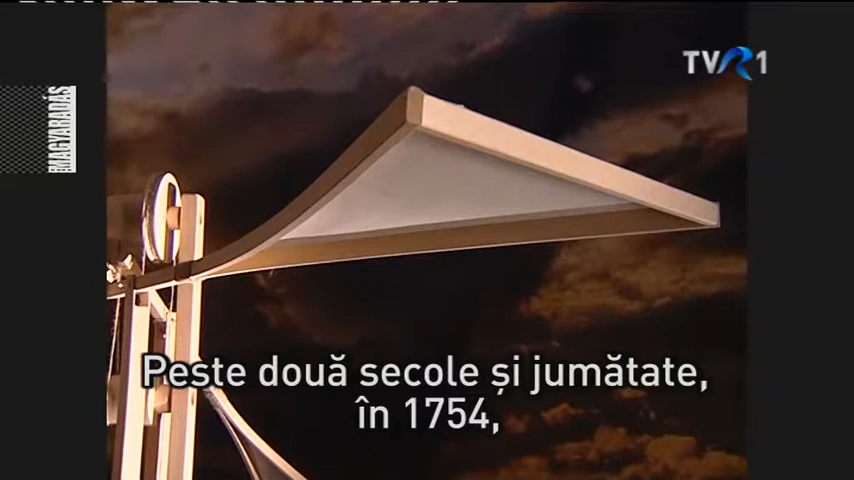 TVR1
MAGYARADÁS
Peste două secole și jumătate,
în 1754,